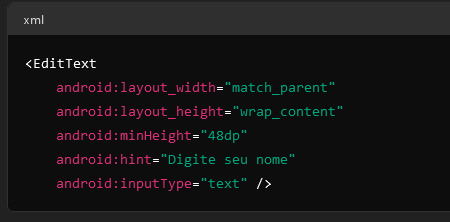 xml
<EditText
android:layout_width="match_parent"
android:layout_height="wrap_content"
android:minHeight="48dp"
android:hint="Digite seu nome"
android:inputType="text" />